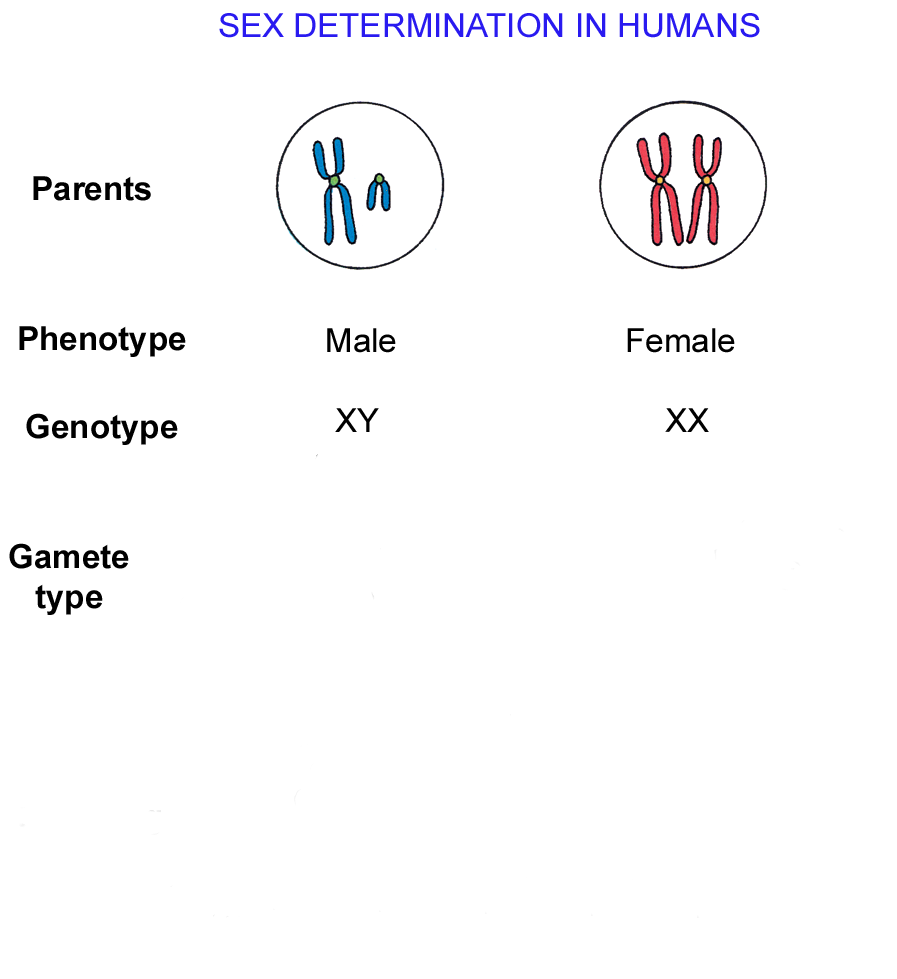 SEX DETERMINATION IN HUMANS
Parents
Phenotype Male Female
Genotype XY XX
Gamete
type